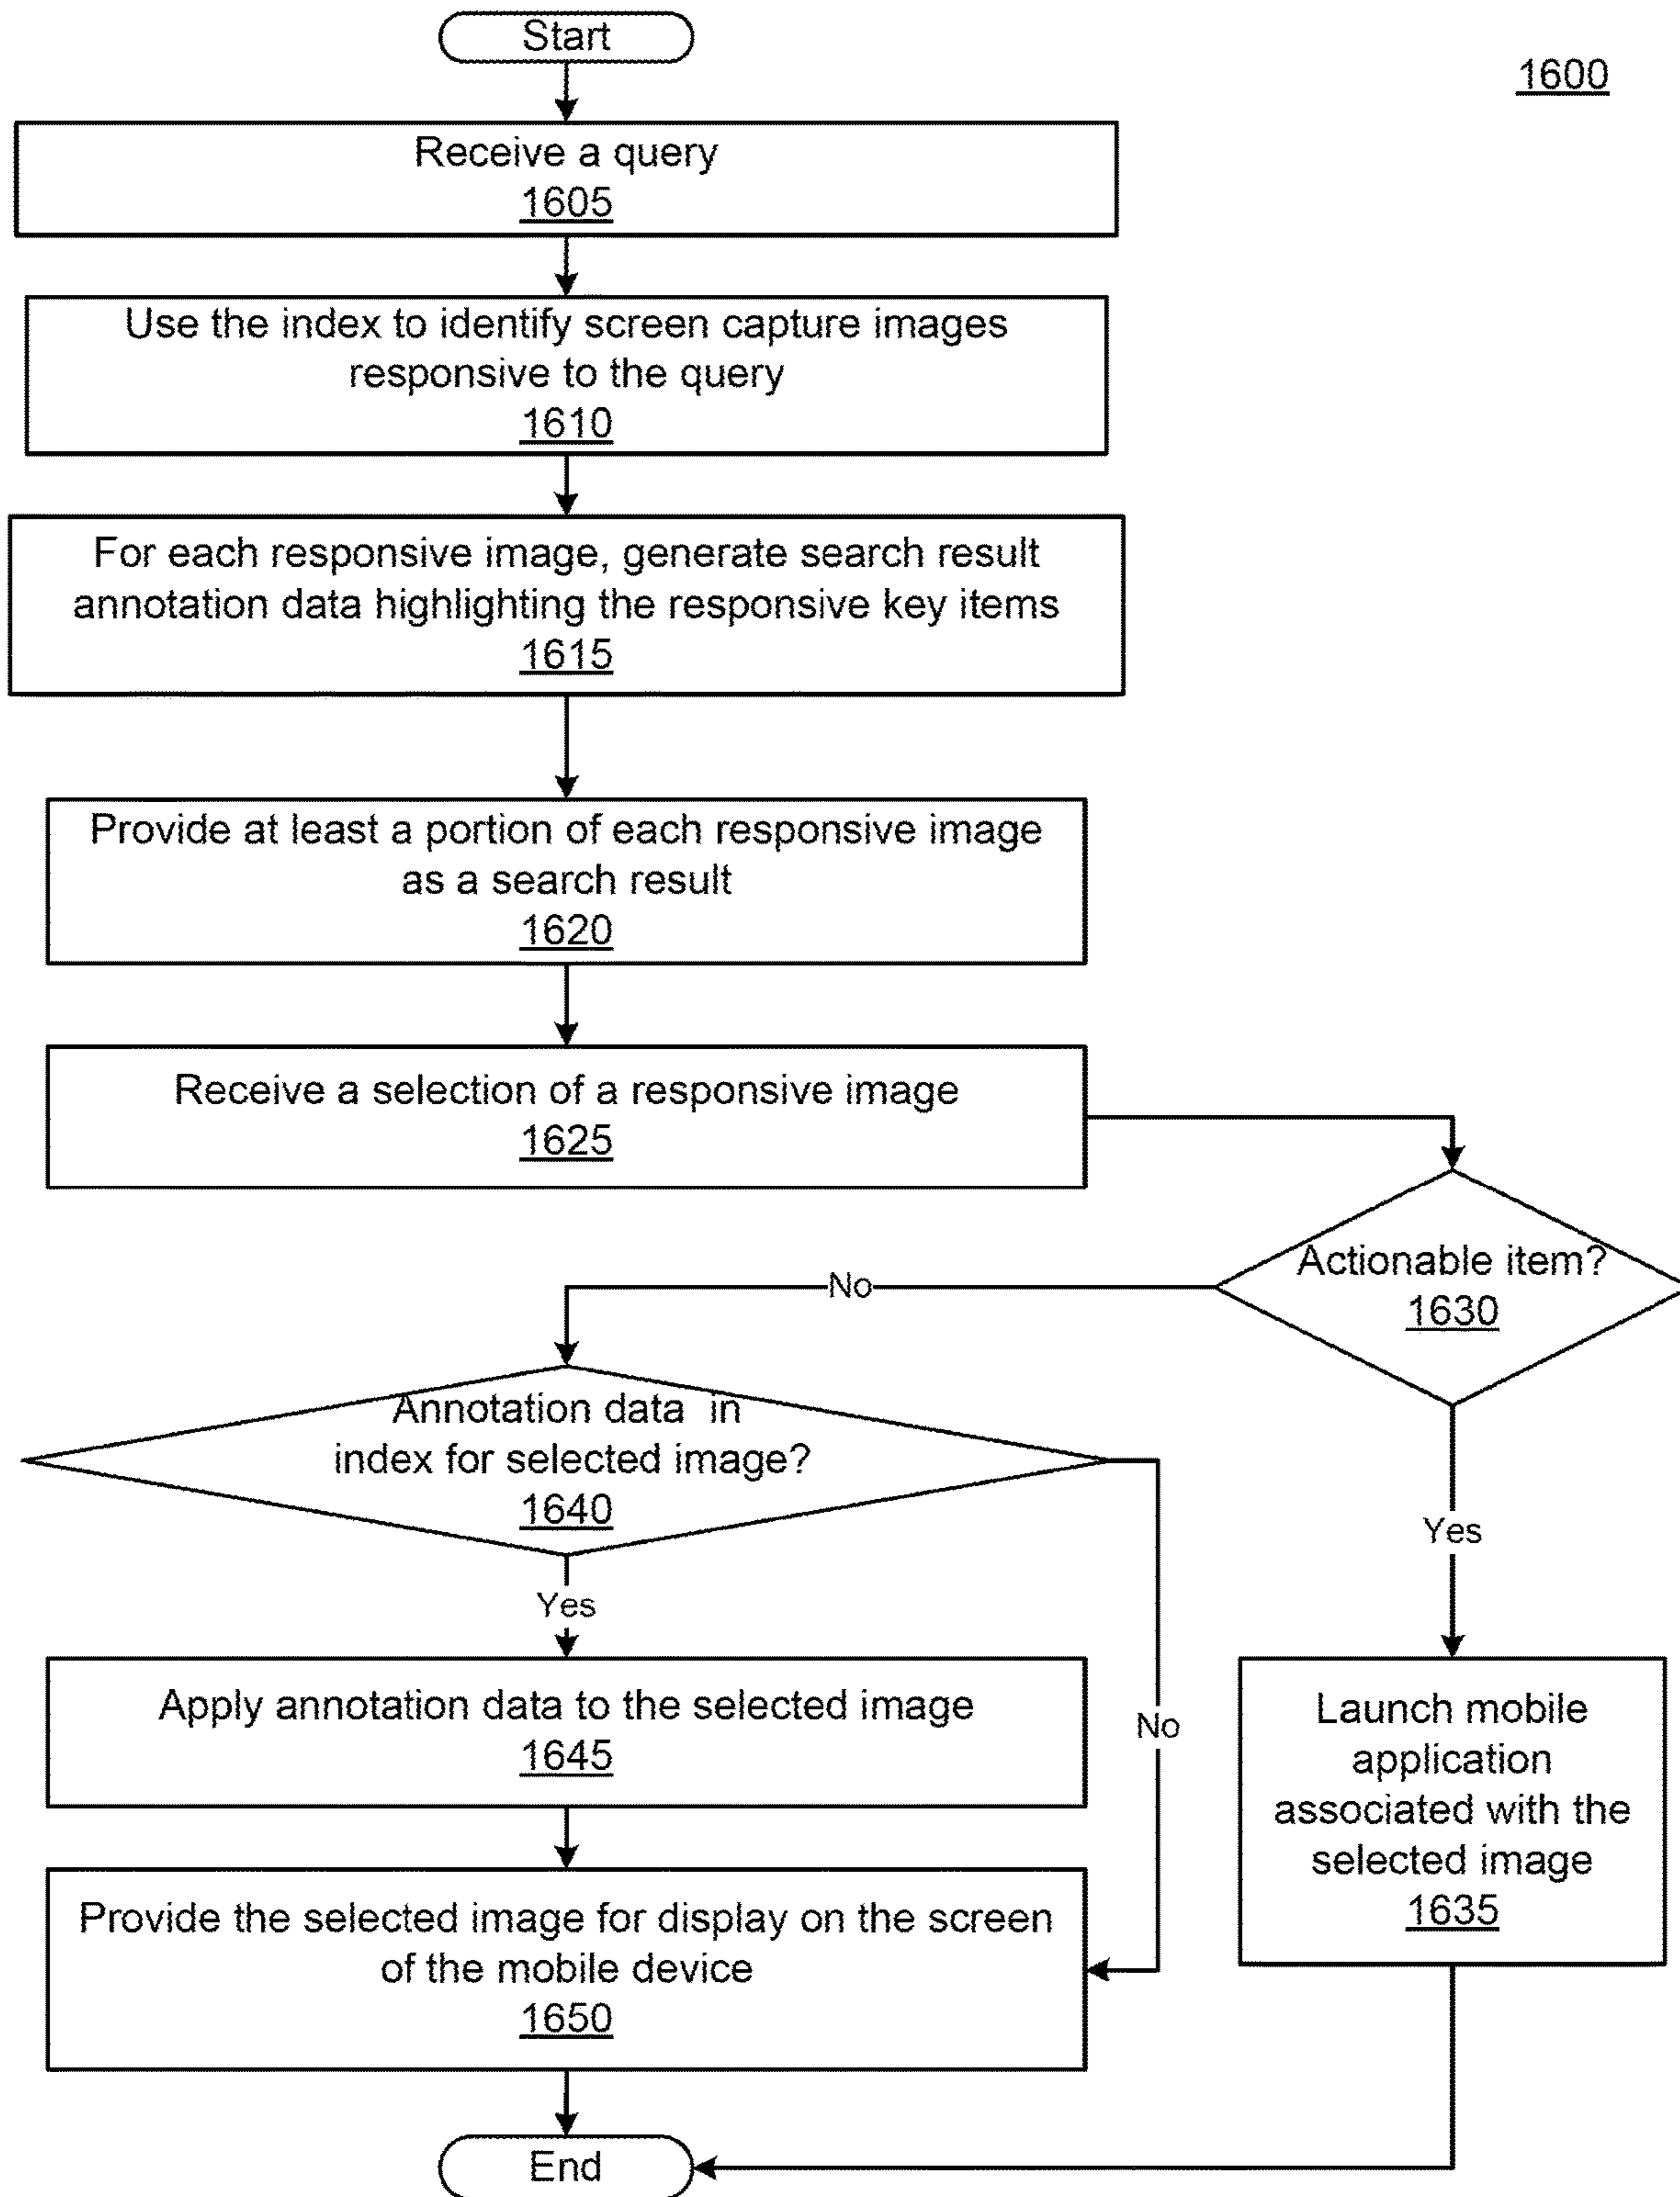 Start
1600
Receive a query
1605
Use the index to identify screen capture images
responsive to the query
1610
For each responsive image, generate search result
annotation data highlighting the responsive key items
1615
Provide at least a portion of each responsive image
as a search result
1620
Receive a selection of a responsive image
1625
Actionable item?
1630
No
Annotation data in
index for selected image?
1640
Yes
Yes
Apply annotation data to the selected image
1645
No
Launch mobile
application
associated with the
selected image
1635
Provide the selected image for display on the screen
of the mobile device
1650
End